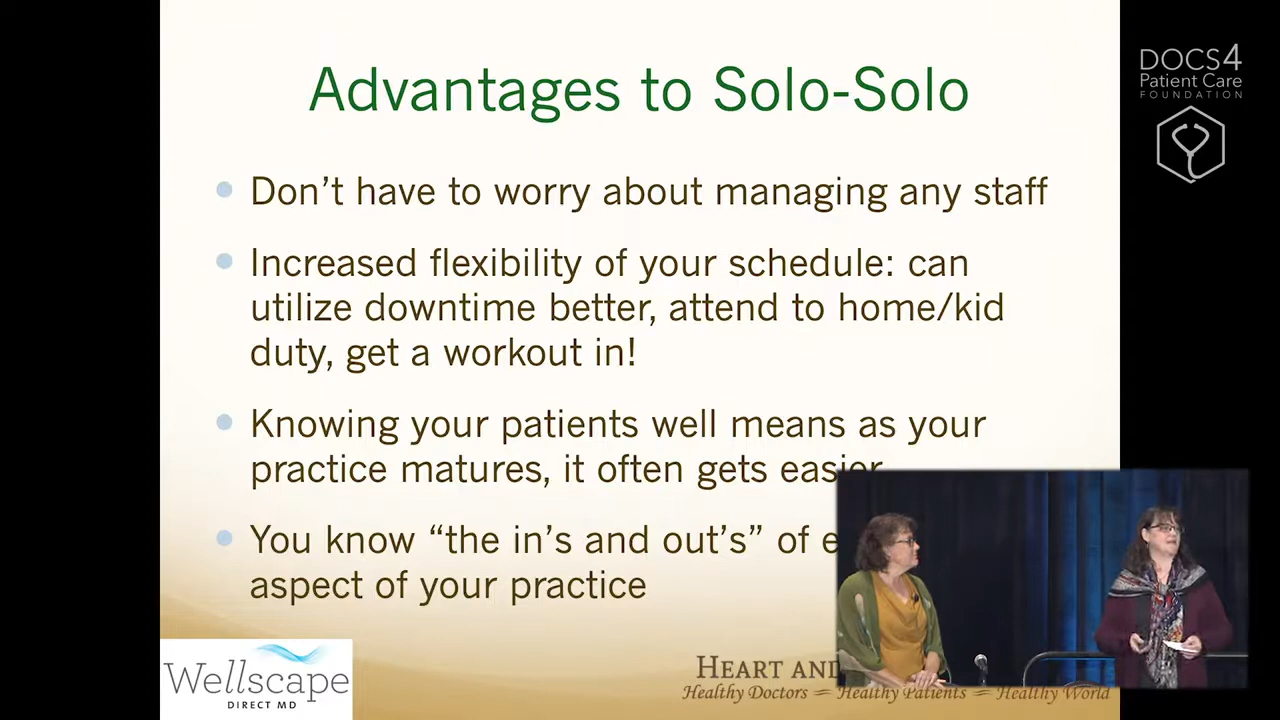 Advantages to Solo-Solo
DOCS4
Patient Care
FOUNDATION
Don’t have to worry about managing any staff
Increased flexibility of your schedule: can
utilize downtime better, attend to home/kid
duty, get a workout in!
Knowing your patients well means as your
practice matures, it often gets easier
You know “the in’s and out’s” of
aspect of your practice
Wellscape
DIRECT MD
HEART AND
Healthy Doctors = Healthy Patients = Healthy World